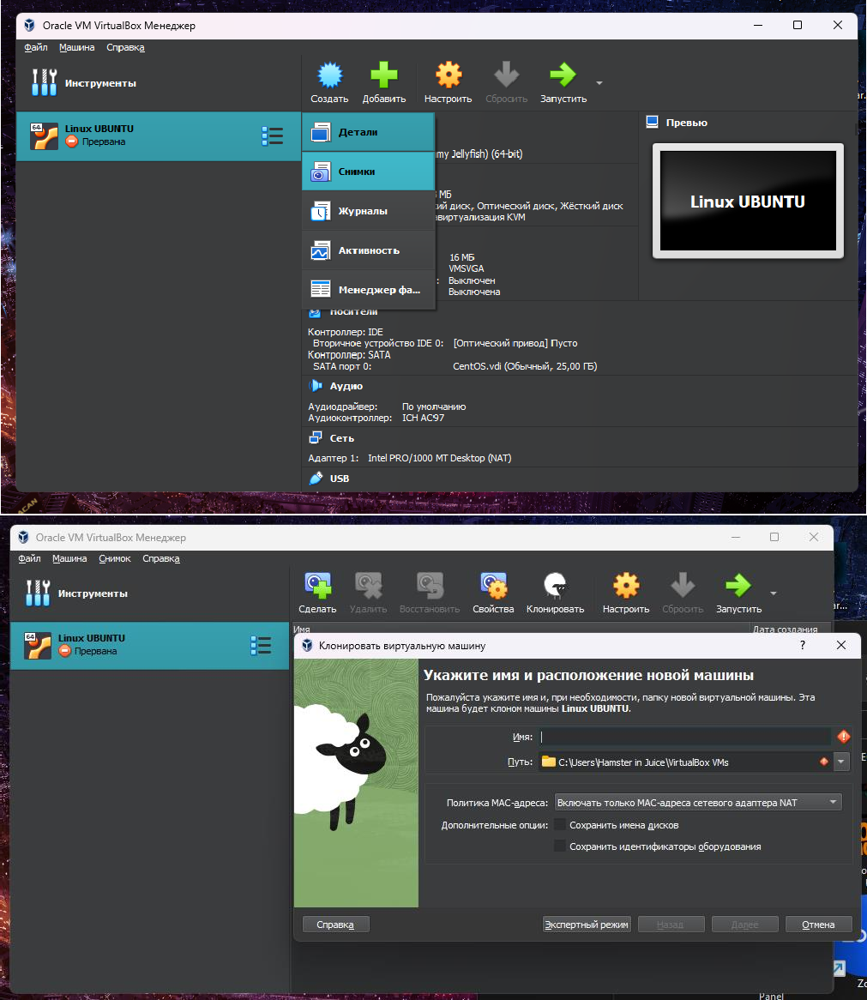 Oracle VM VirtualBox Менеджер
Файл Машина Справка
Инструменты
Создать Добавить Настроить Сбросить Запустить
64
Linux UBUNTU
Прервана
Детали
Снимки
Журналы
Активность
Менеджер фа...
my Jellyfish) (64-bit)
МБ
кий диск, Оптический диск, Жёсткий диск
виртуализация KVM
16 МБ
VMSVGA
: Выключен
Выключена
Превью
Linux UBUNTU
Носители
Контроллер: IDE
Вторичное устройство IDE 0: [Оптический привод] Пусто
Контроллер: SATA
SATA порт 0: CentOS.vdi (Обычный, 25,00 ГБ)
Аудио
Аудиодрайвер: По умолчанию
Аудиоконтроллер: ICH AC97
Сеть
Адаптер 1: Intel PRO/1000 MT Desktop (NAT)
USB
Oracle VM VirtualBox Менеджер
Файл Машина Снимок Справка
Инструменты
Сделать Удалить Восстановить Свойства Клонировать Настроить Сбросить Запустить
64
Linux UBUNTU
Прервана
Имя Дата создания
Клонировать виртуальную машину
?
Укажите имя и расположение новой машины
Пожалуйста укажите имя и, при необходимости, папку новой виртуальной машины. Эта
машина будет клоном машины Linux UBUNTU.
Имя:
Путь: C:\Users\Hamster in Juice\VirtualBox VMs
Политика MAC-адреса: Включать только MAC-адреса сетевого адаптера NAT
Дополнительные опции: Сохранить имена дисков
Сохранить идентификаторы оборудования
Справка Экспертный режим Назад Далее Отмена
Panel